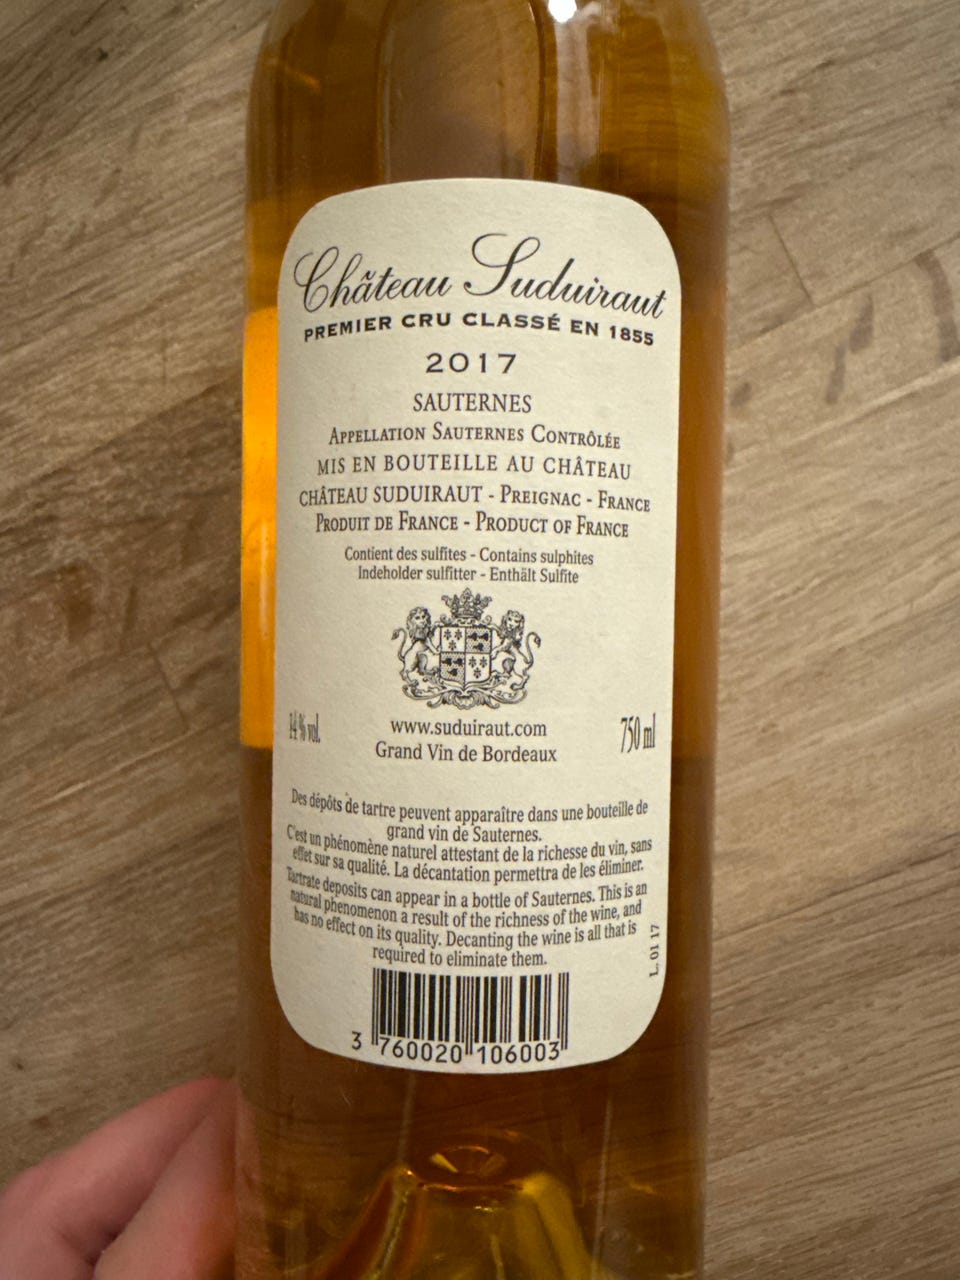 Château Suduiraut
PREMIER CRU CLASSÉ EN 1855
2017
SAUTERNES
APPELLATION SAUTERNES CONTRÔLÉE
MIS EN BOUTEILLE AU CHÂTEAU
CHÂTEAU SUDUIRAUT - PREIGNAC - FRANCE
PRODUIT DE FRANCE - PRODUCT OF FRANCE
Contient des sulfites - Contains sulphites
Indeholder sulfitter - Enthält Sulfite
14 % vol.
www.suduiraut.com
750 ml
Grand Vin de Bordeaux
Des dépôts de tartre peuvent apparaître dans une bouteille de
grand vin de Sauternes.
C'est un phénomène naturel attestant de la richesse du vin, sans
effet sur sa qualité. La décantation permettra de les éliminer.
Tartrate deposits can appear in a bottle of Sauternes. This is an
natural phenomenon a result of the richness of the wine, and
has no effect on its quality. Decanting the wine is all that is
required to eliminate them.
L. 01 17
3 760020 106003